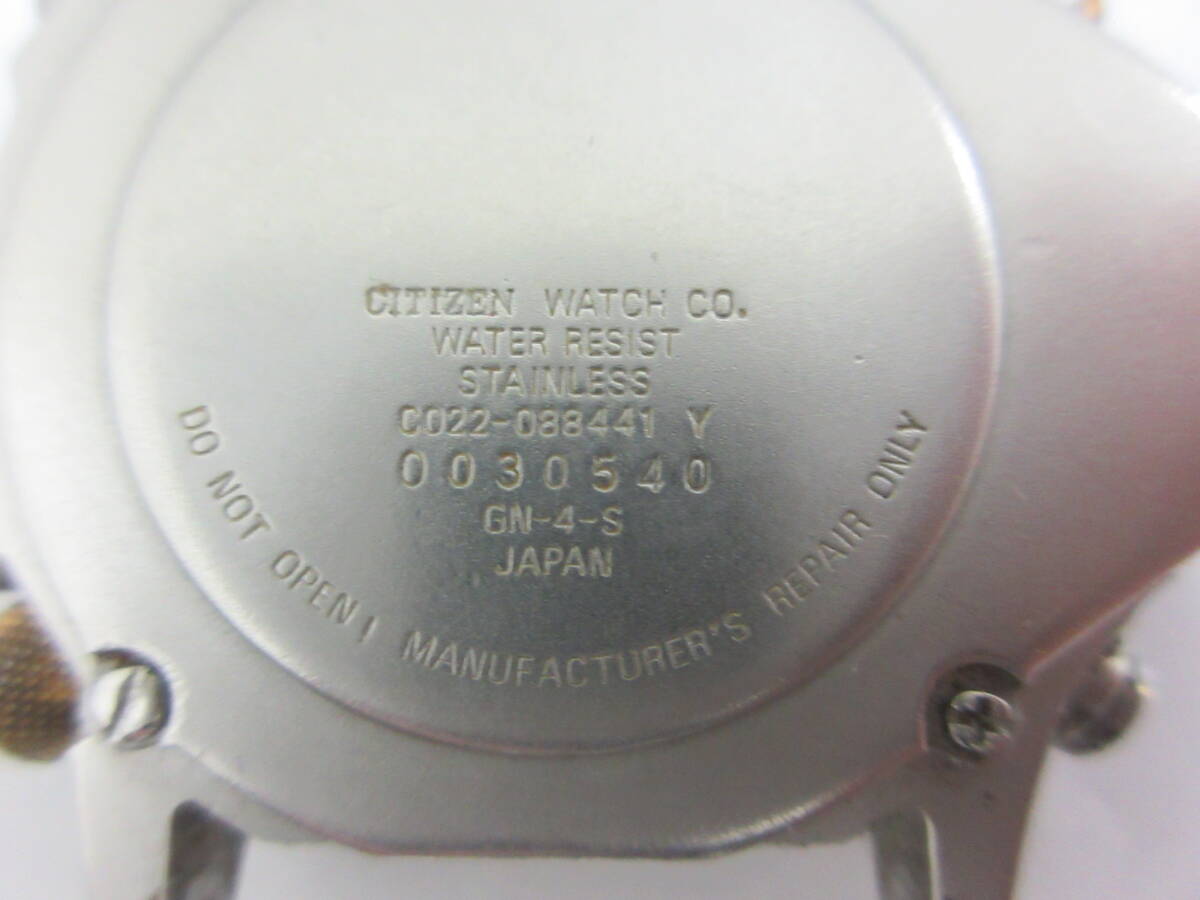 CITIZEN WATCH CO.
WATER RESIST
STAINLESS
C022-088441 Y
0030540
GN-4-S
JAPAN
DO NOT OPEN! MANUFACTURER'S REPAIR ONLY